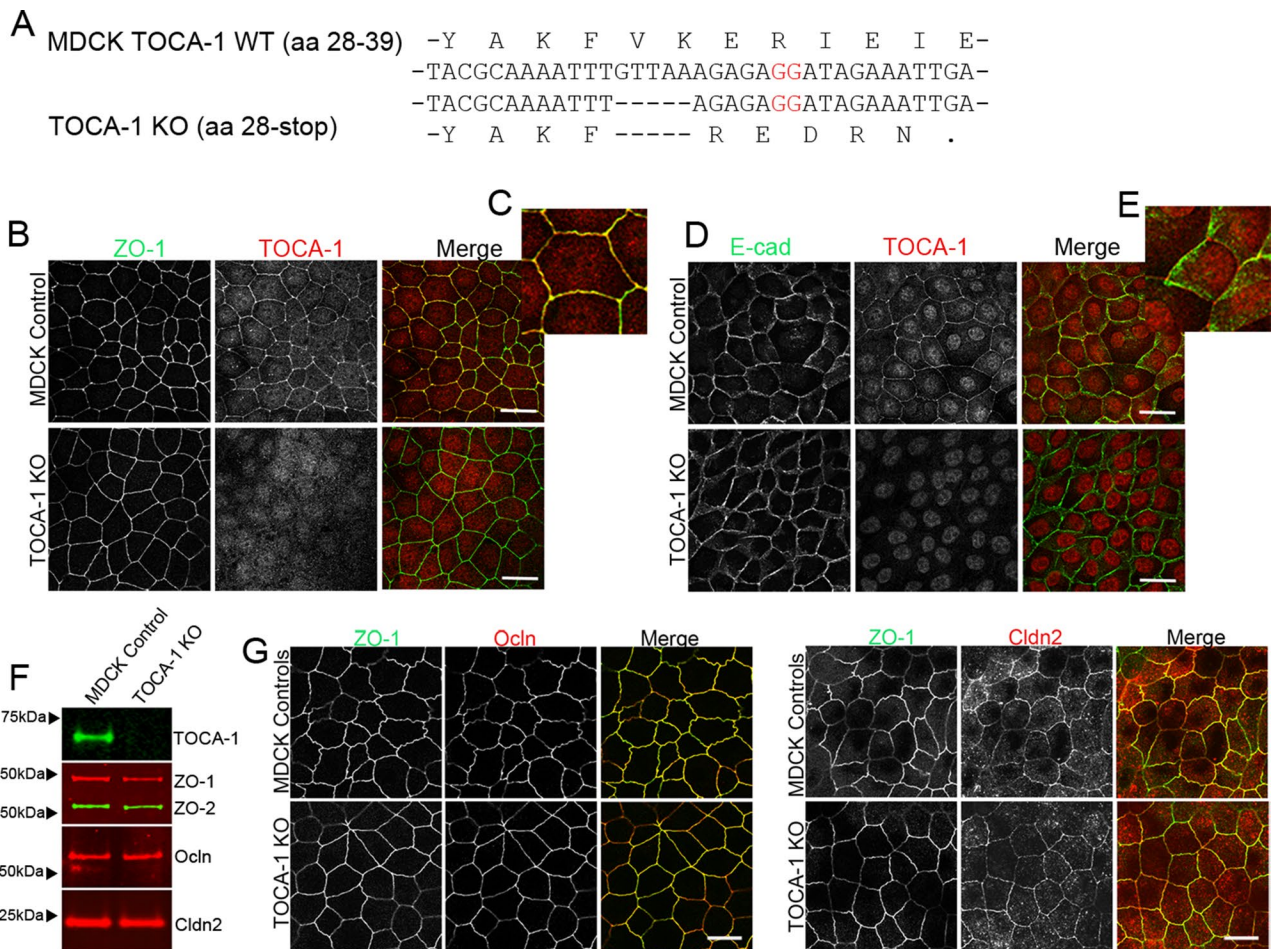 A
MDCK TOCA-1 WT (aa 28-39) -Y A K F V K E R I E I E-
-TACGCAAAATTTGTTAAAGAGAGGATAGAAATTGA-
-TACGCAAAATTT-----AGAGAGGATAGAAATTGA-
TOCA-1 KO (aa 28-stop) -Y A K F ----- R E D R N .
B
ZO-1 TOCA-1 Merge
C
MDCK Control
TOCA-1 KO
D
E-cad TOCA-1 Merge
E
MDCK Control
TOCA-1 KO
F
MDCK Control
TOCA-1 KO
75kDa TOCA-1
50kDa ZO-1
50kDa ZO-2
Ocln
50kDa
25kDa Cldn2
G
ZO-1 Ocln Merge
MDCK Controls
TOCA-1 KO
ZO-1 Cldn2 Merge
MDCK Controls
TOCA-1 KO